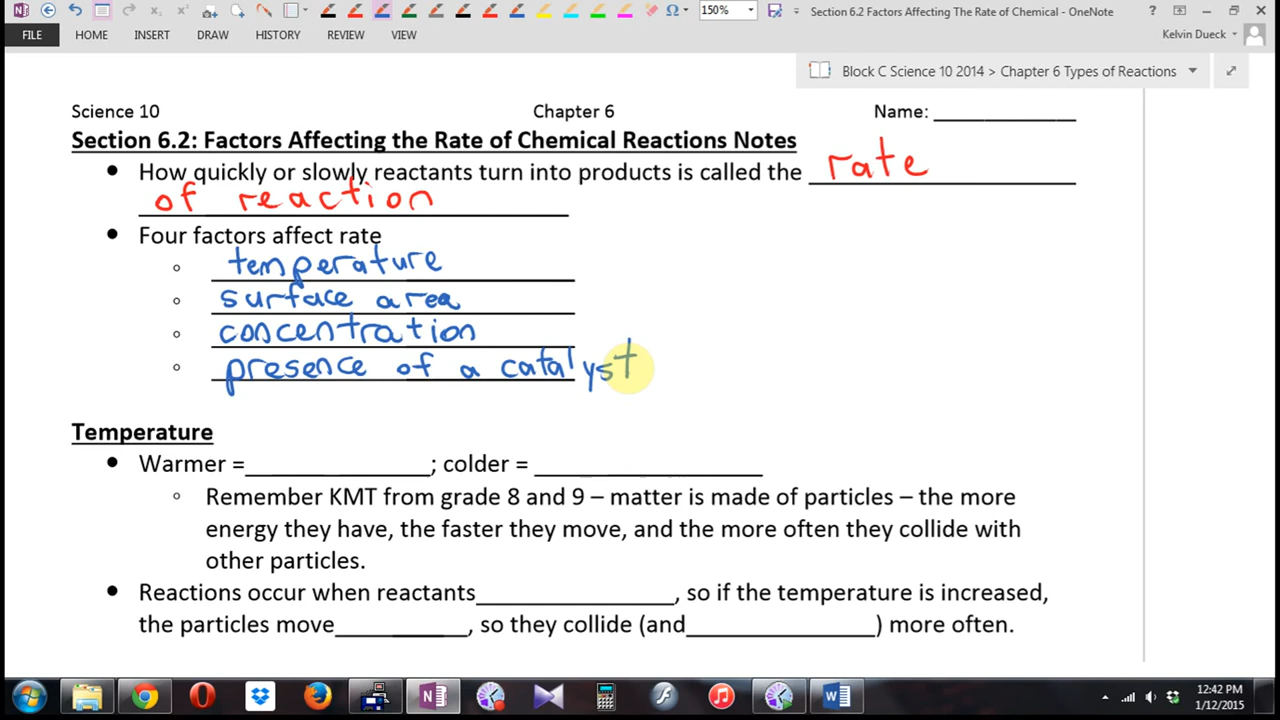 150%
Section 6.2 Factors Affecting The Rate of Chemical - OneNote
FILE HOME INSERT DRAW HISTORY REVIEW VIEW
Kelvin Dueck
Block C Science 10 2014 > Chapter 6 Types of Reactions
Science 10 Chapter 6 Name: ____________
Section 6.2: Factors Affecting the Rate of Chemical Reactions Notes
• How quickly or slowly reactants turn into products is called the rate
of reaction
• Four factors affect rate
○ temperature
○ surface area
○ concentration
○ presence of a catalyst
Temperature
• Warmer =______________; colder = _________________
○ Remember KMT from grade 8 and 9 – matter is made of particles – the more
energy they have, the faster they move, and the more often they collide with
other particles.
• Reactions occur when reactants_______________, so if the temperature is increased,
the particles move__________, so they collide (and______________) more often.
12:42 PM
1/12/2015